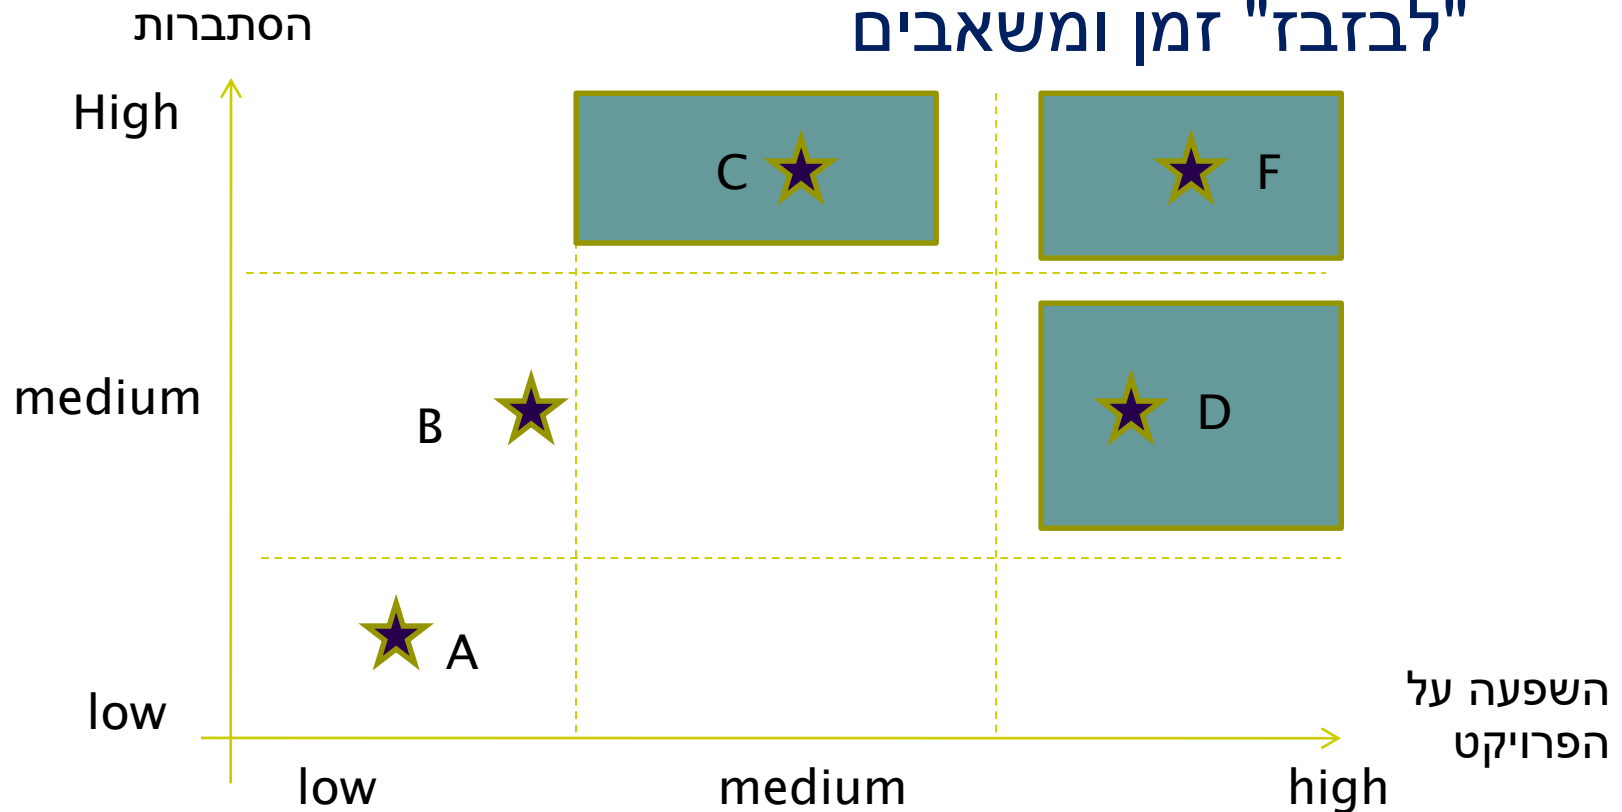 "לבזבז" זמן ומשאבים
הסתברות
High
C
F
medium
B
D
A
low
השפעה על
הפרויקט
low
medium
high